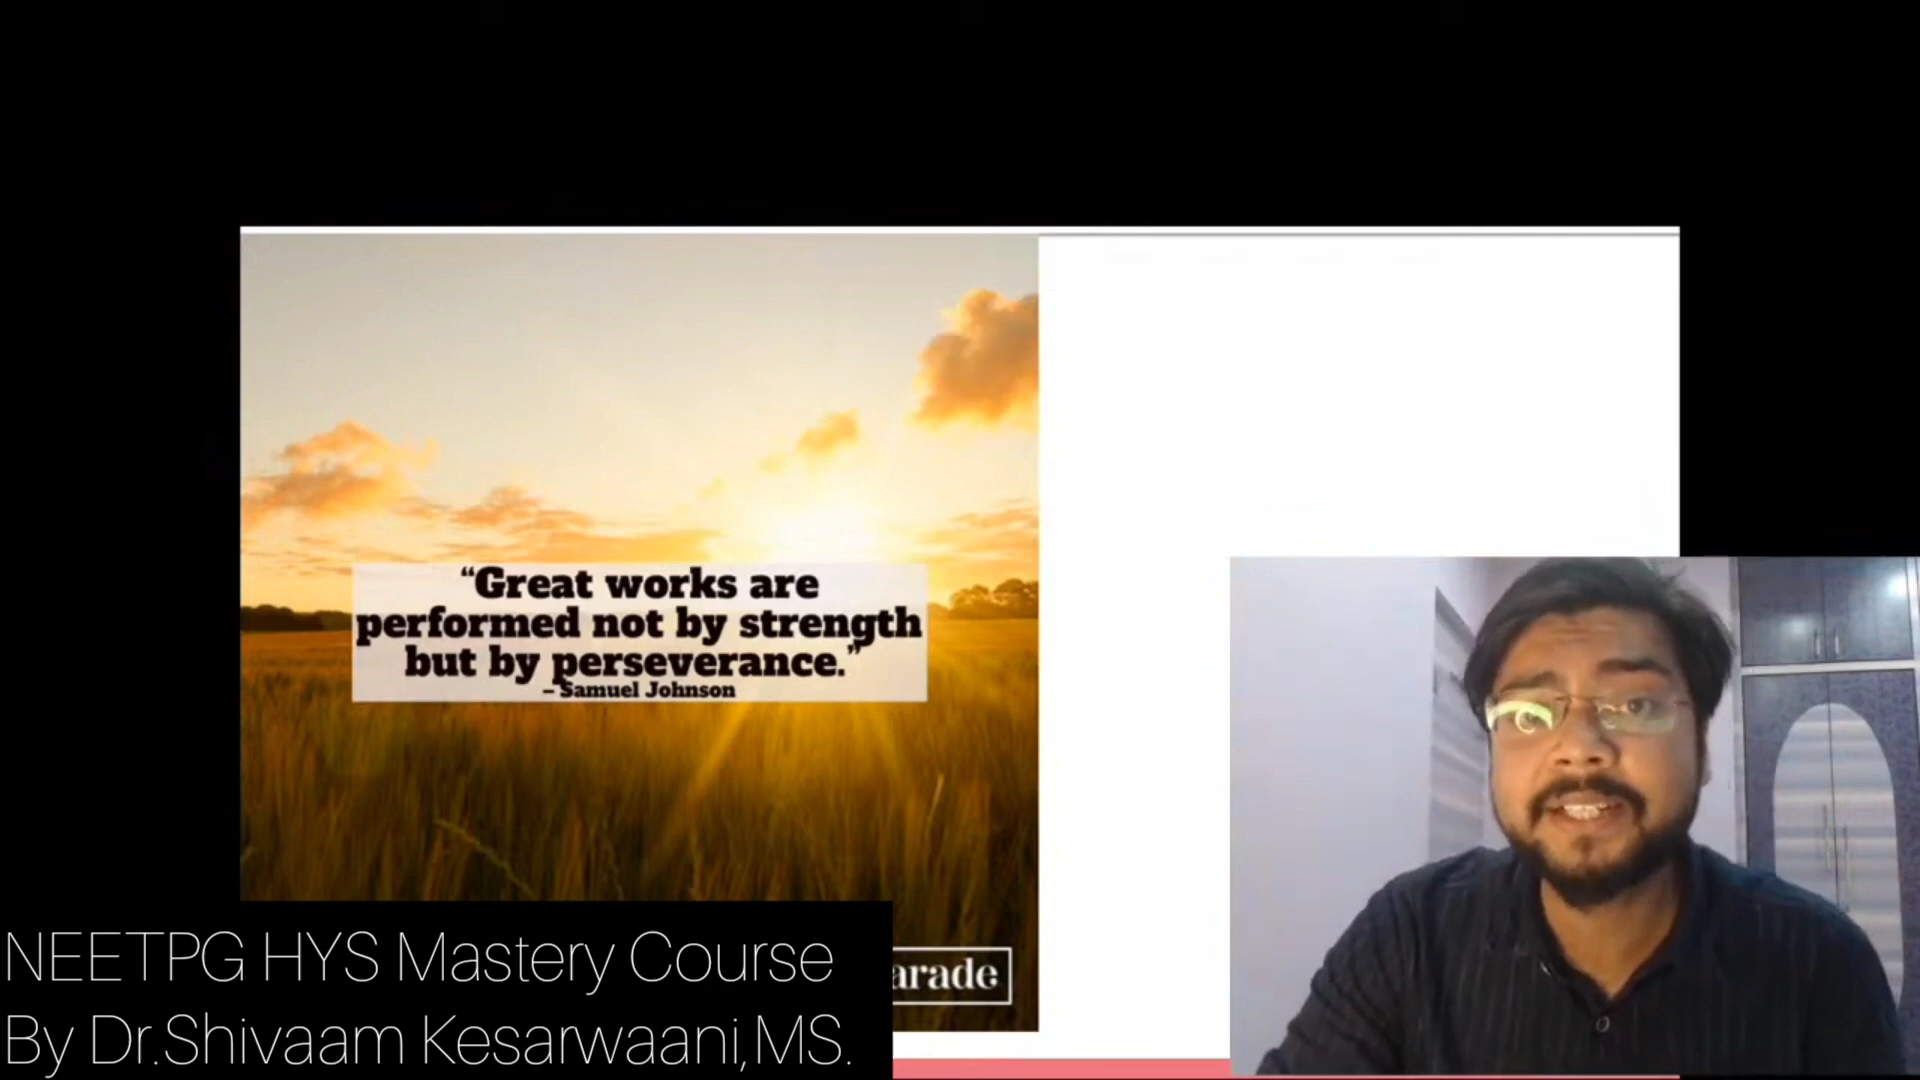 “Great works are
performed not by strength
but by perseverance.”
– Samuel Johnson
arade
NEETPG HYS Mastery Course
By Dr.Shivaam Kesarwaani,MS.